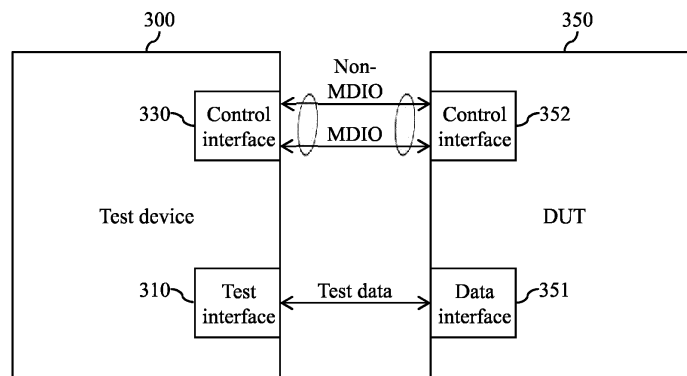 300
350
Non-
MDIO
330
Control
interface
Control
interface
352
MDIO
Test device
DUT
310
Test
interface
Test data
Data
interface
351